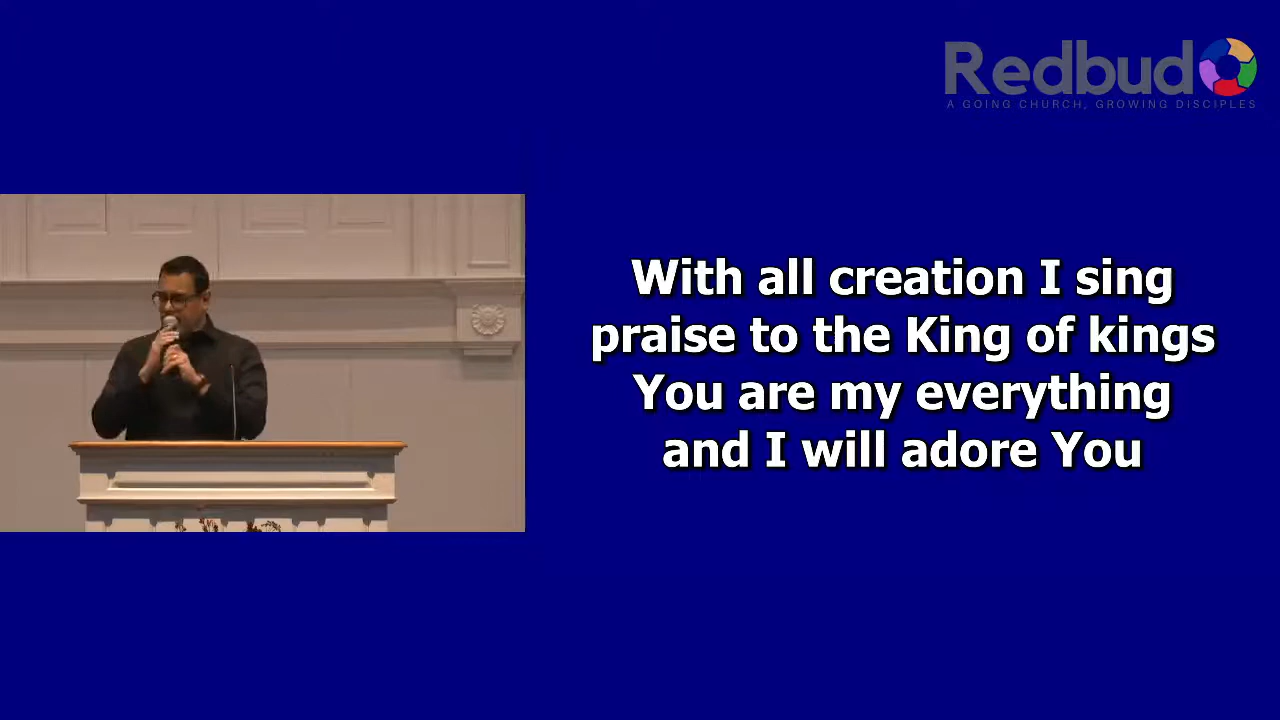 Redbud
A GOING CHURCH, GROWING DISCIPLES
With all creation I sing
praise to the King of kings
You are my everything
and I will adore You